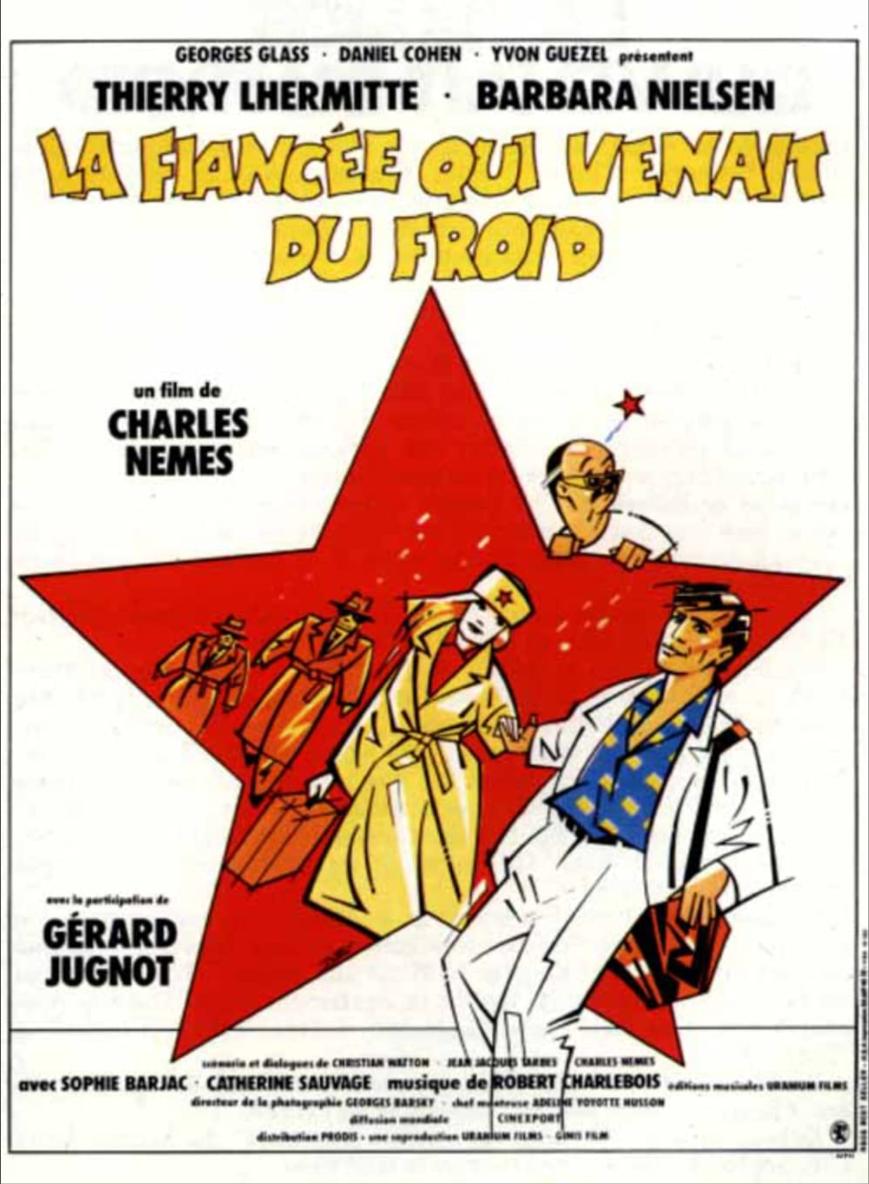 GEORGES GLASS · DANIEL COHEN · YVON GUEZEL présentent
THIERRY LHERMITTE · BARBARA NIELSEN
LA FIANCÉE QUI VENAIT
DU FROID
un film de
CHARLES
NEMES
avec la participation de
GÉRARD
JUGNOT
scénario et dialogues de CHRISTIAN WATTON · JEAN JACQUES TARBES CHARLES NEMES
avec SOPHIE BARJAC · CATHERINE SAUVAGE musique de ROBERT CHARLEBOIS éditions musicales URANIUM FILMS
directeur de la photographie GEORGES BARSKY · chef monteuse ADELINE YOYOTTE HUSSON
diffusion mondiale CINEXPORT
distribution PRODIS · une coproduction URANIUM FILMS · GINIS FILM